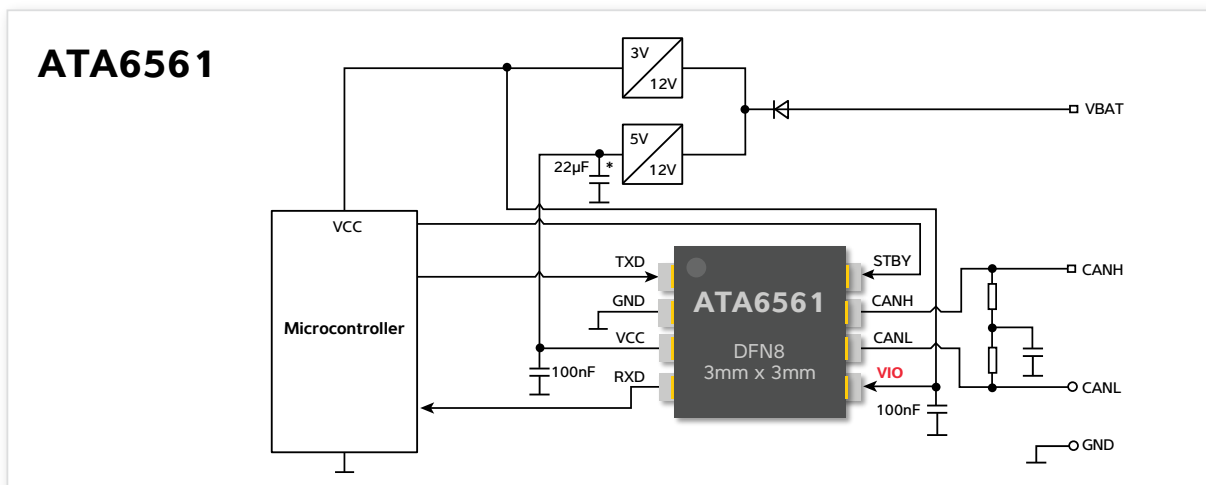 ATA6561
3V
12V
VBAT
5V
12V
22µF *
VCC
TXD
STBY
GND
ATA6561
CANH
CANH
Microcontroller
VCC
DFN8
3mm x 3mm
CANL
100nF
RXD
VIO
CANL
100nF
GND